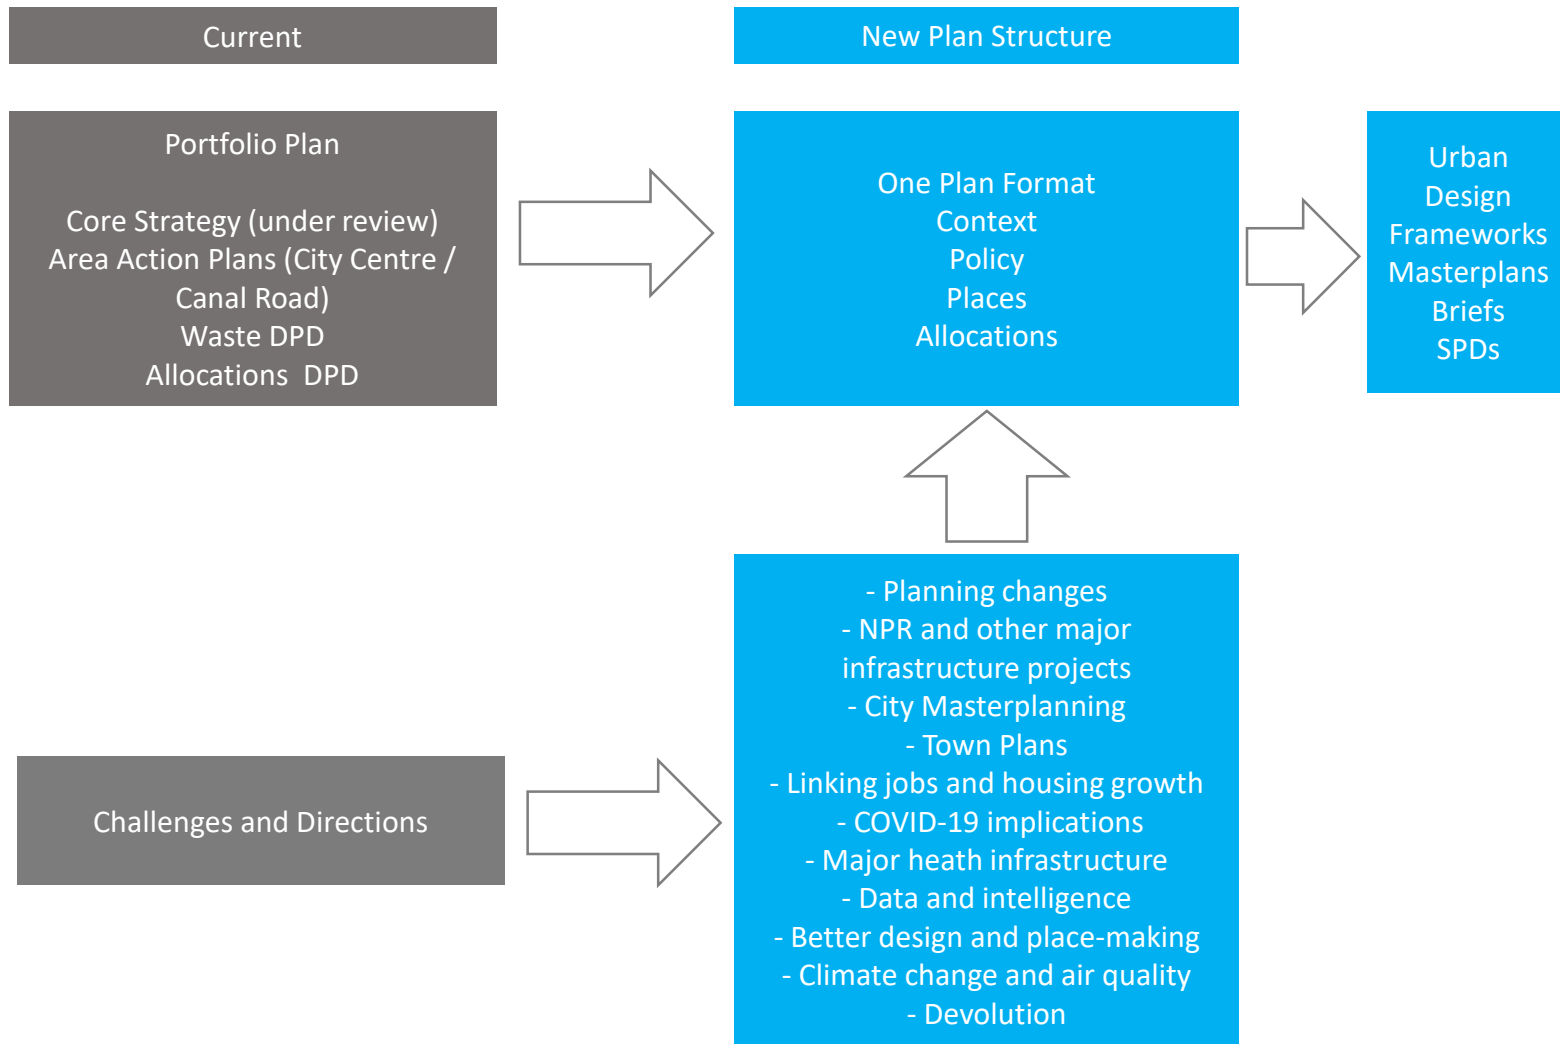 Current
New Plan Structure
Portfolio Plan
Core Strategy (under review)
Area Action Plans (City Centre /
Canal Road)
Waste DPD
Allocations  DPD
One Plan Format
Context
Policy
Places
Allocations
Urban
Design
Frameworks
Masterplans
Briefs
SPDs
Challenges and Directions
- Planning changes
- NPR and other major
infrastructure projects
- City Masterplanning
- Town Plans
- Linking jobs and housing growth
- COVID-19 implications
- Major heath infrastructure
- Data and intelligence
- Better design and place-making
- Climate change and air quality
- Devolution